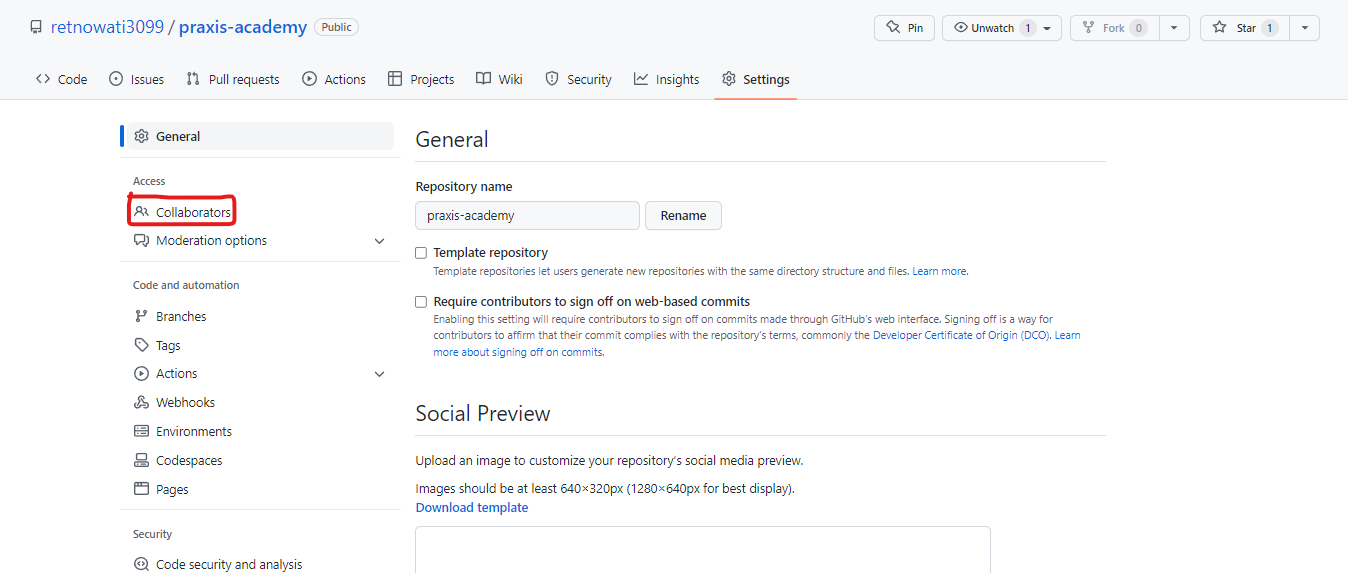 retnowati3099 / praxis-academy Public
Pin Unwatch 1 Fork 0 Star 1
Code Issues Pull requests Actions Projects Wiki Security Insights Settings
General
Access
Collaborators
Moderation options
Code and automation
Branches
Tags
Actions
Webhooks
Environments
Codespaces
Pages
Security
Code security and analysis
General
Repository name
praxis-academy Rename
Template repository
Template repositories let users generate new repositories with the same directory structure and files. Learn more.
Require contributors to sign off on web-based commits
Enabling this setting will require contributors to sign off on commits made through GitHub's web interface. Signing off is a way for
contributors to affirm that their commit complies with the repository's terms, commonly the Developer Certificate of Origin (DCO). Learn
more about signing off on commits.
Social Preview
Upload an image to customize your repository's social media preview.
Images should be at least 640×320px (1280×640px for best display).
Download template